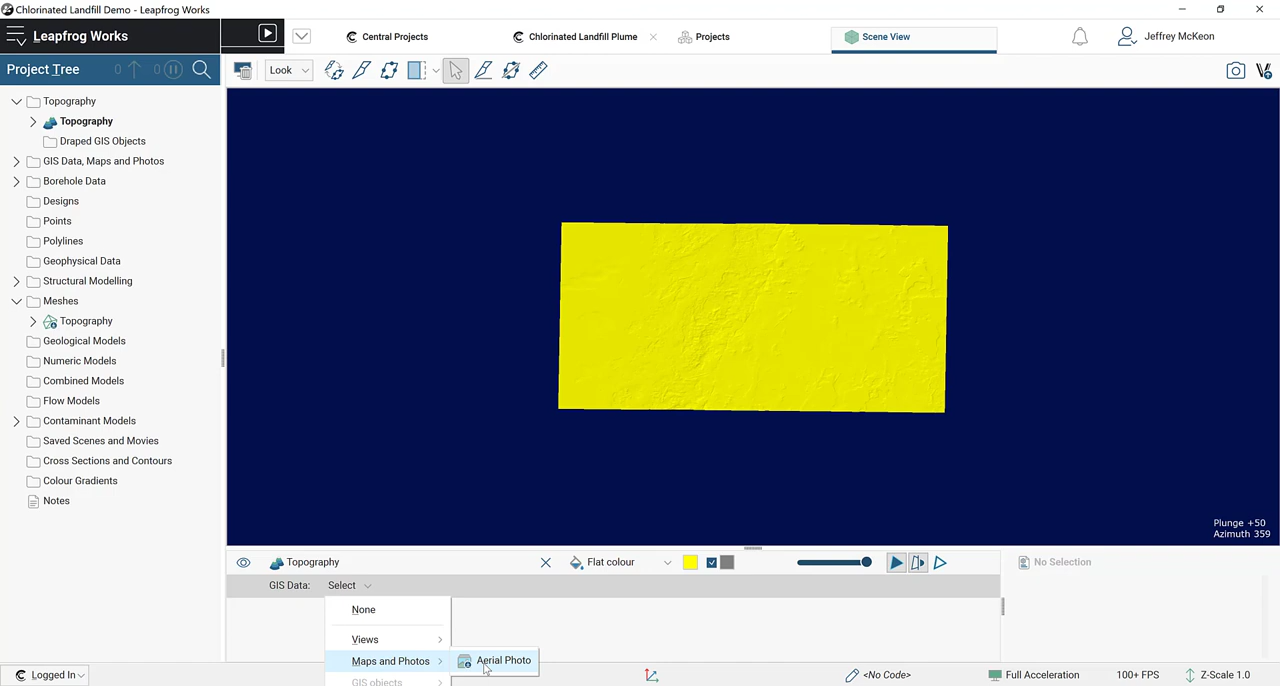 Chlorinated Landfill Demo - Leapfrog Works
Leapfrog Works
Central Projects
Chlorinated Landfill Plume
Projects
Scene View
Jeffrey McKeon
Project Tree
0
0
Look
Topography
Topography
Draped GIS Objects
GIS Data, Maps and Photos
Borehole Data
Designs
Points
Polylines
Geophysical Data
Structural Modelling
Meshes
Topography
Geological Models
Numeric Models
Combined Models
Flow Models
Contaminant Models
Saved Scenes and Movies
Cross Sections and Contours
Colour Gradients
Notes
Plunge +50
Azimuth 359
Topography
Flat colour
No Selection
GIS Data:
Select
None
Views
Maps and Photos
Aerial Photo
GIS objects
Logged In
<No Code>
Full Acceleration
100+ FPS
Z-Scale 1.0